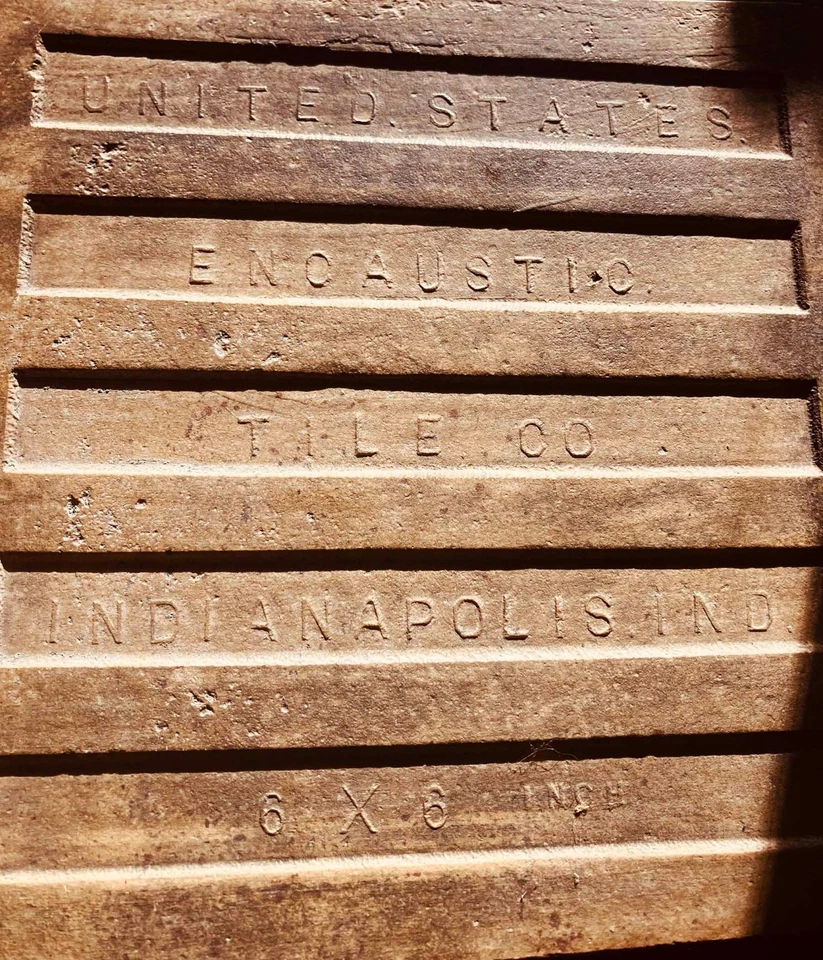 UNITED. STATES.
ENCAUSTIC.
TILE CO
INDIANAPOLIS. IND.
6 X 6 INCH